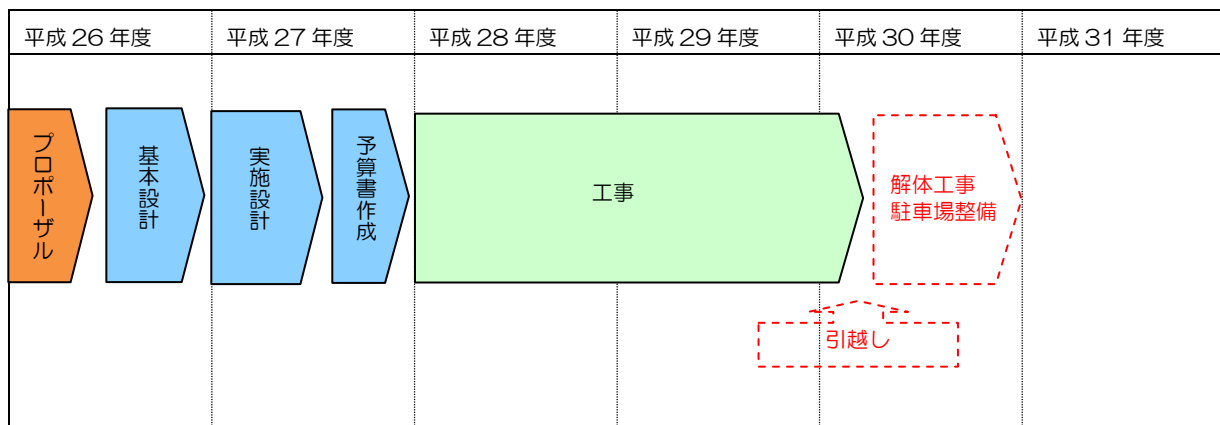 平成26年度
平成27年度
平成28年度
平成29年度
平成30年度
平成31年度
プロポーザル
基本設計
実施設計
予算書作成
工事
解体工事
駐車場整備
引越し